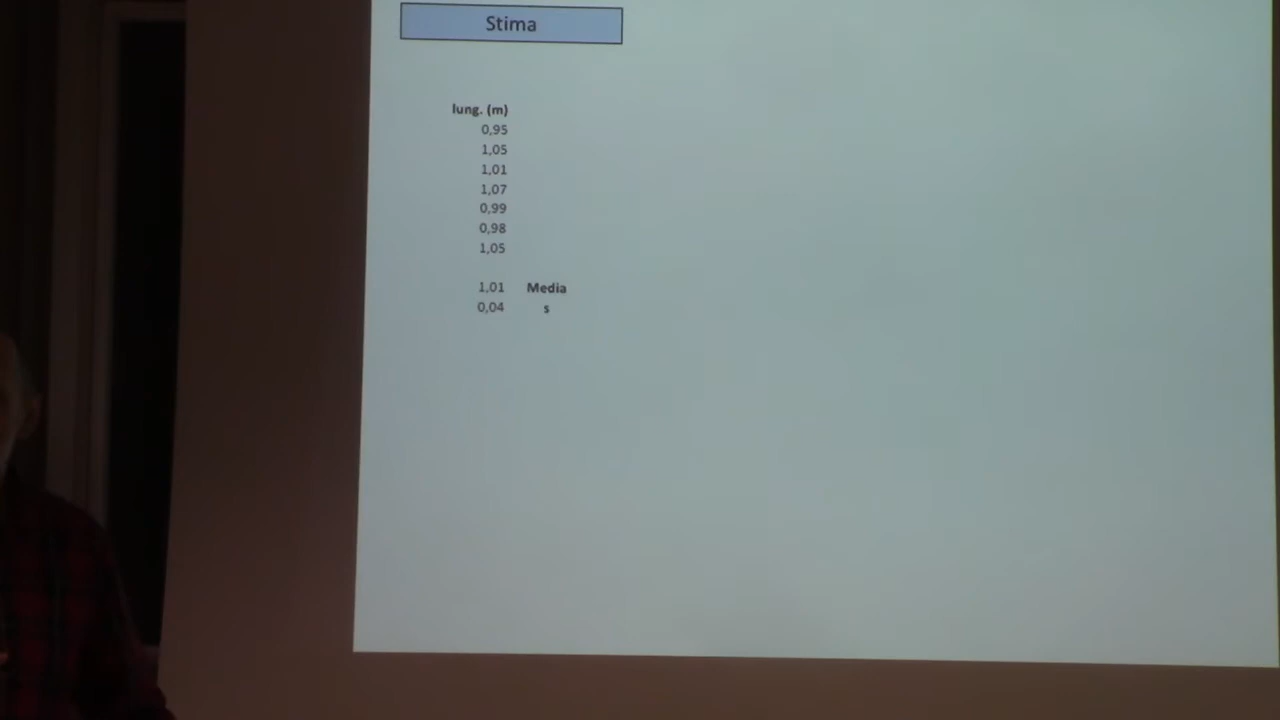 Stima
lung. (m)
0,95
1,05
1,01
1,07
0,99
0,98
1,05
1,01 Media
0,04 s